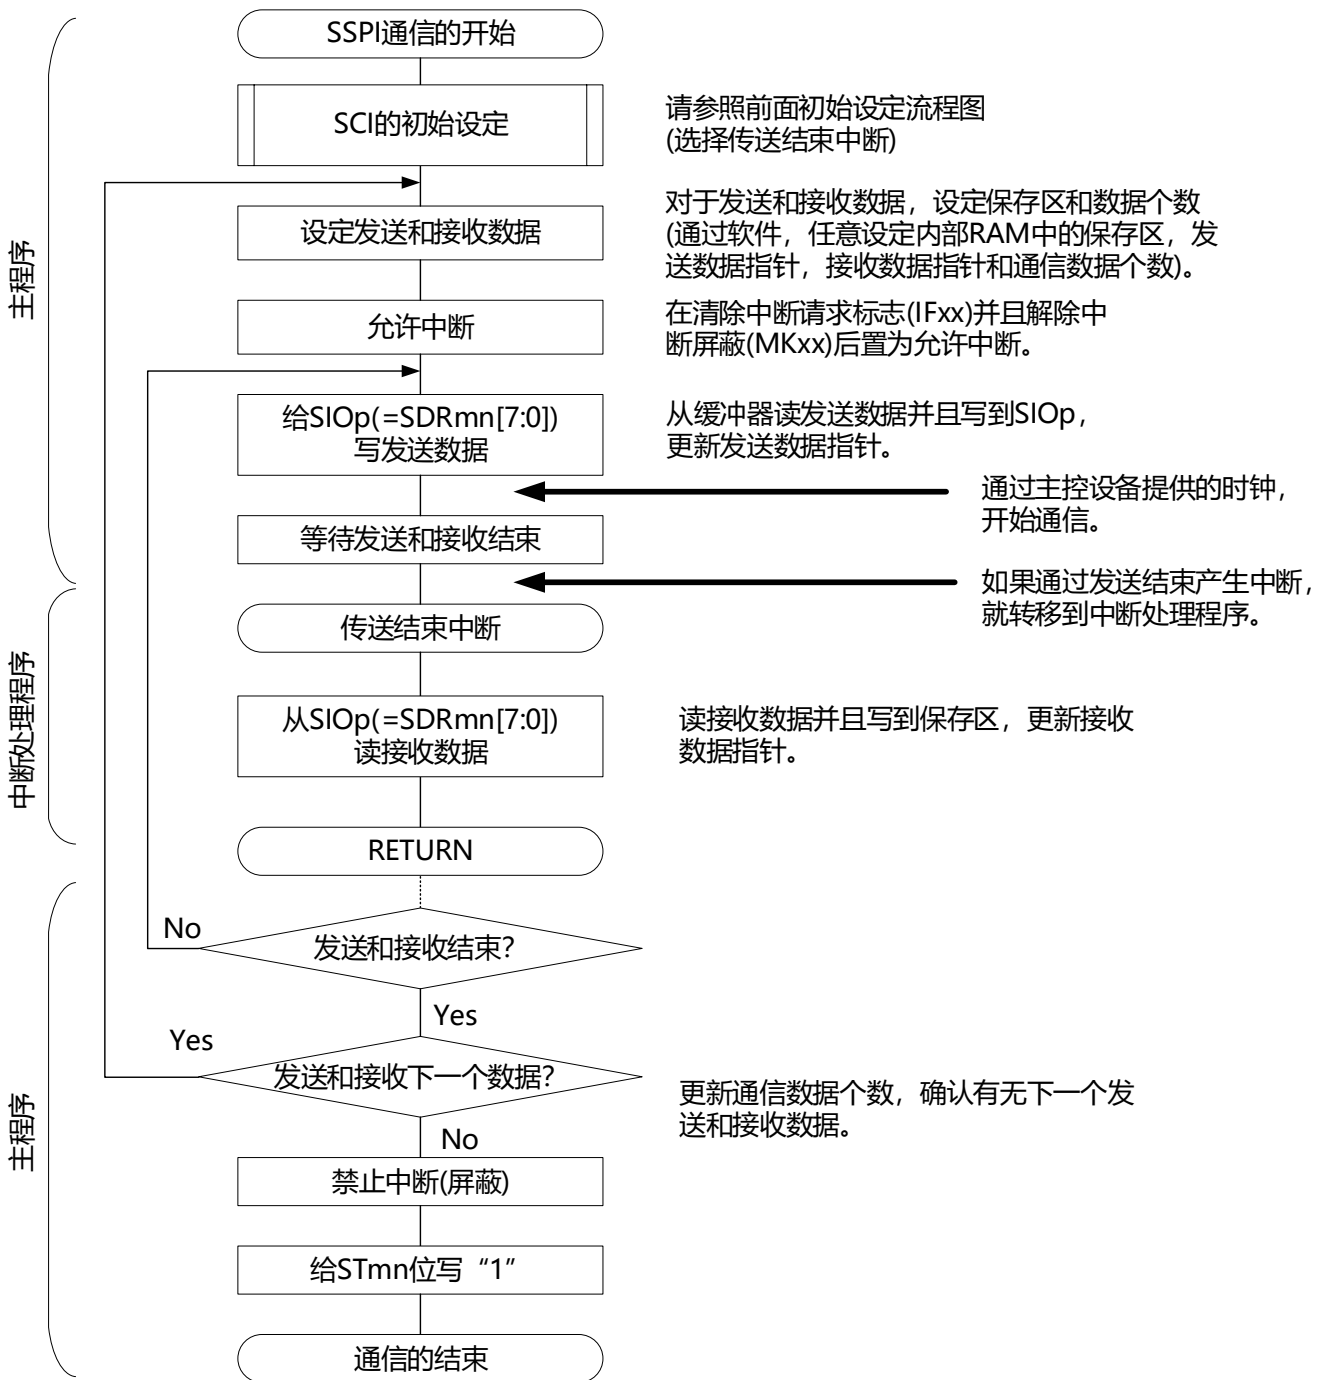 SSPI通信的开始
SCI的初始设定
请参照前面初始设定流程图
(选择传送结束中断)
设定发送和接收数据
对于发送和接收数据，设定保存区和数据个数
(通过软件，任意设定内部RAM中的保存区，发
送数据指针，接收数据指针和通信数据个数)。
主程序
允许中断
在清除中断请求标志(IFxx)并且解除中
断屏蔽(MKxx)后置为允许中断。
给SIOp(=SDRmn[7:0])
写发送数据
从缓冲器读发送数据并且写到SIOp，
更新发送数据指针。
通过主控设备提供的时钟，
开始通信。
等待发送和接收结束
如果通过发送结束产生中断，
就转移到中断处理程序。
传送结束中断
中断处理程序
从SIOp(=SDRmn[7:0])
读接收数据
读接收数据并且写到保存区，更新接收
数据指针。
RETURN
No
发送和接收结束？
Yes
Yes
发送和接收下一个数据？
更新通信数据个数，确认有无下一个发
送和接收数据。
No
主程序
禁止中断(屏蔽)
给STmn位写“1”
通信的结束